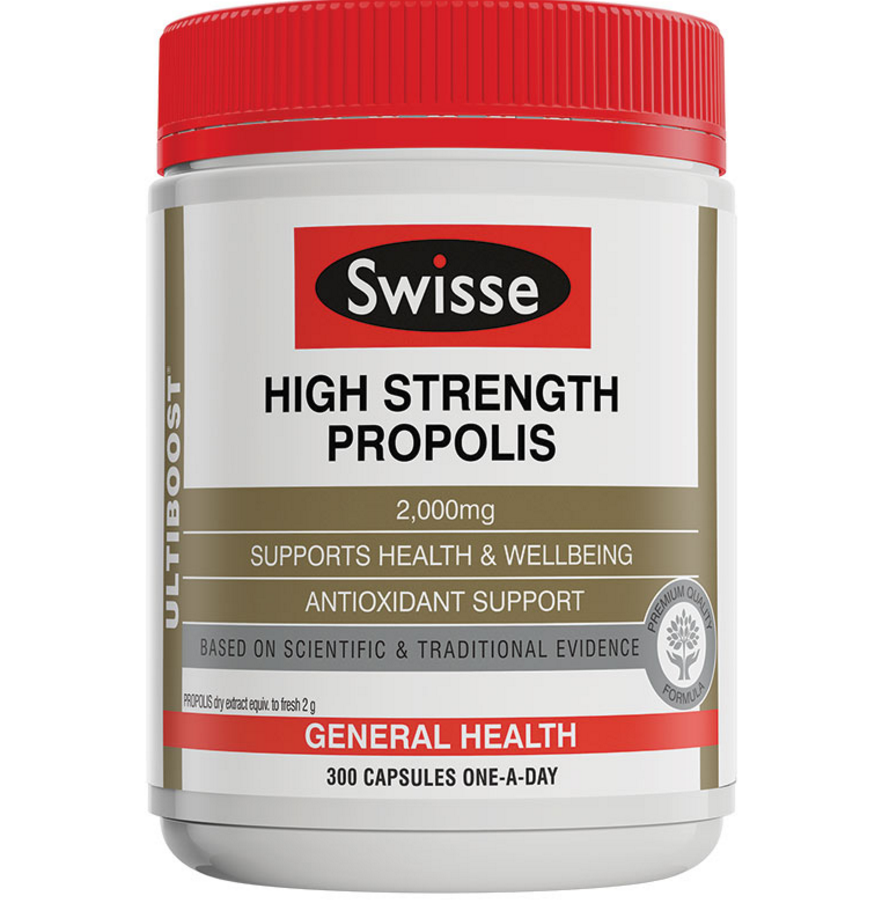 Swisse
HIGH STRENGTH
PROPOLIS
2,000mg
SUPPORTS HEALTH & WELLBEING
ANTIOXIDANT SUPPORT
BASED ON SCIENTIFIC & TRADITIONAL EVIDENCE
PREMIUM QUALITY
FORMULA
PROPOLIS dry extract equiv. to fresh 2 g
GENERAL HEALTH
300 CAPSULES ONE-A-DAY
ULTIBOOST®